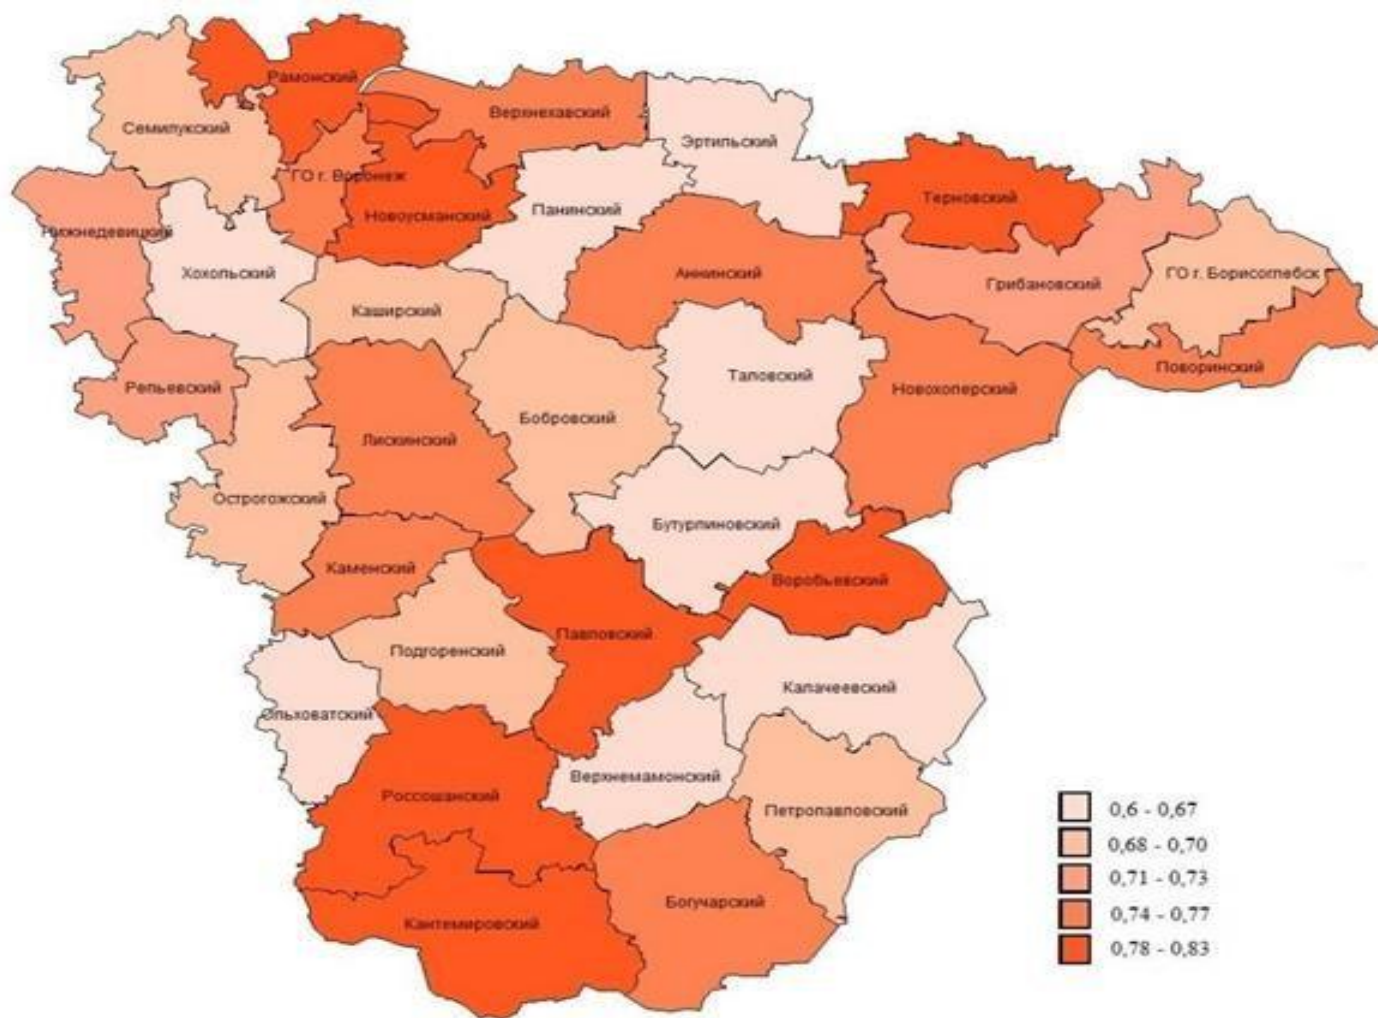 Рамонский
Верхнехавский
Семилукский
Эртильский
ГО г. Воронеж
Терновский
Панинский
Новоусманский
Нижнедевицкий
Хохольский
Аннинский
ГО г. Борисоглебск
Грибановский
Каширский
Поворинский
Таловский
Репьевский
Новохоперский
Бобровский
Лискинский
Острогожский
Бутурлиновский
Каменский
Воробьевский
Павловский
Подгоренский
Калачеевский
Ольховатский
Верхнемамонский
Россошанский
Петропавловский
Богучарский
Кантемировский
0,6 - 0,67
0,68 - 0,70
0,71 - 0,73
0,74 - 0,77
0,78 - 0,83